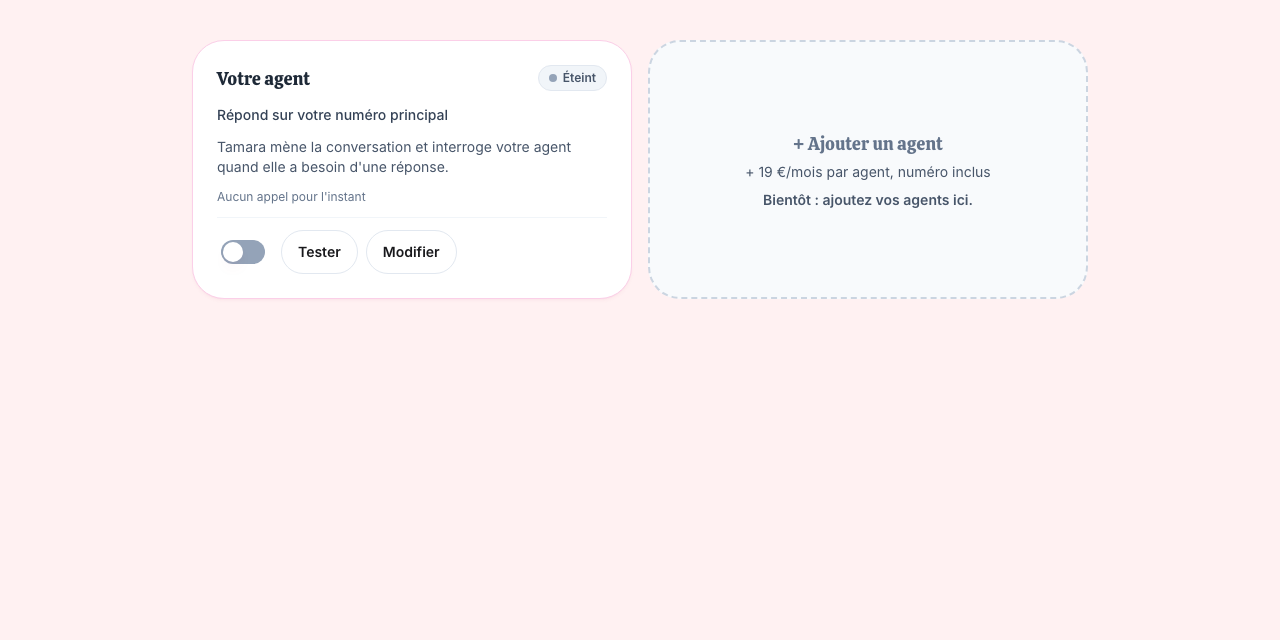 Votre agent
Éteint
Répond sur votre numéro principal
Tamara mène la conversation et interroge votre agent
quand elle a besoin d'une réponse.
Aucun appel pour l'instant
Tester
Modifier
+ Ajouter un agent
+ 19 €/mois par agent, numéro inclus
Bientôt : ajoutez vos agents ici.